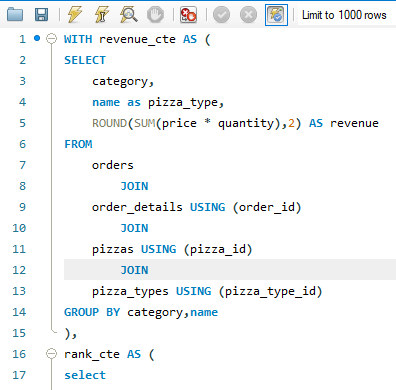 Limit to 1000 rows
1 WITH revenue_cte AS (
2 SELECT
3 category,
4 name as pizza_type,
5 ROUND(SUM(price * quantity),2) AS revenue
6 FROM
7 orders
8 JOIN
9 order_details USING (order_id)
10 JOIN
11 pizzas USING (pizza_id)
12 JOIN
13 pizza_types USING (pizza_type_id)
14 GROUP BY category,name
15 ),
16 rank_cte AS (
17 select